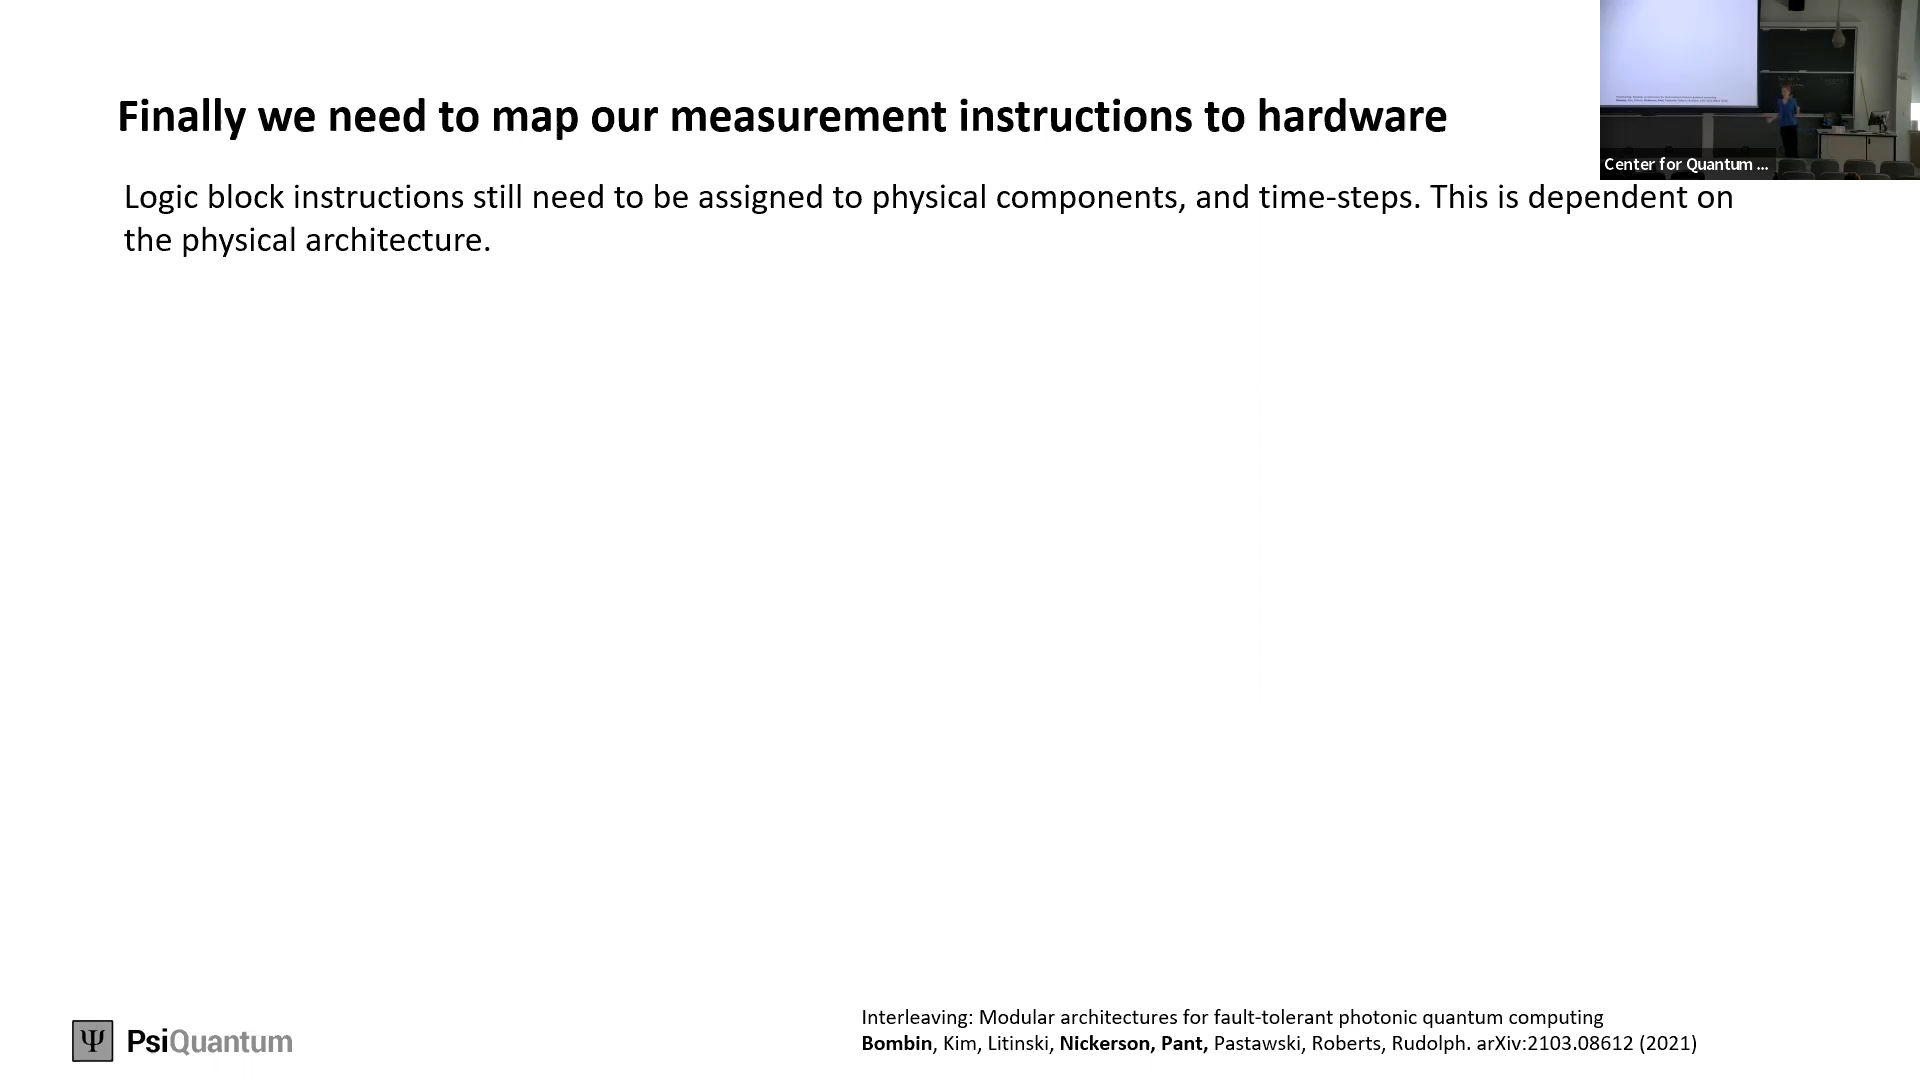 Finally we need to map our measurement instructions to hardware
Center for Quantum ...
Logic block instructions still need to be assigned to physical components, and time-steps. This is dependent on
the physical architecture.
Interleaving: Modular architectures for fault-tolerant photonic quantum computing
Bombin, Kim, Litinski, Nickerson, Pant, Pastawski, Roberts, Rudolph. arXiv:2103.08612 (2021)
Ψ PsiQuantum